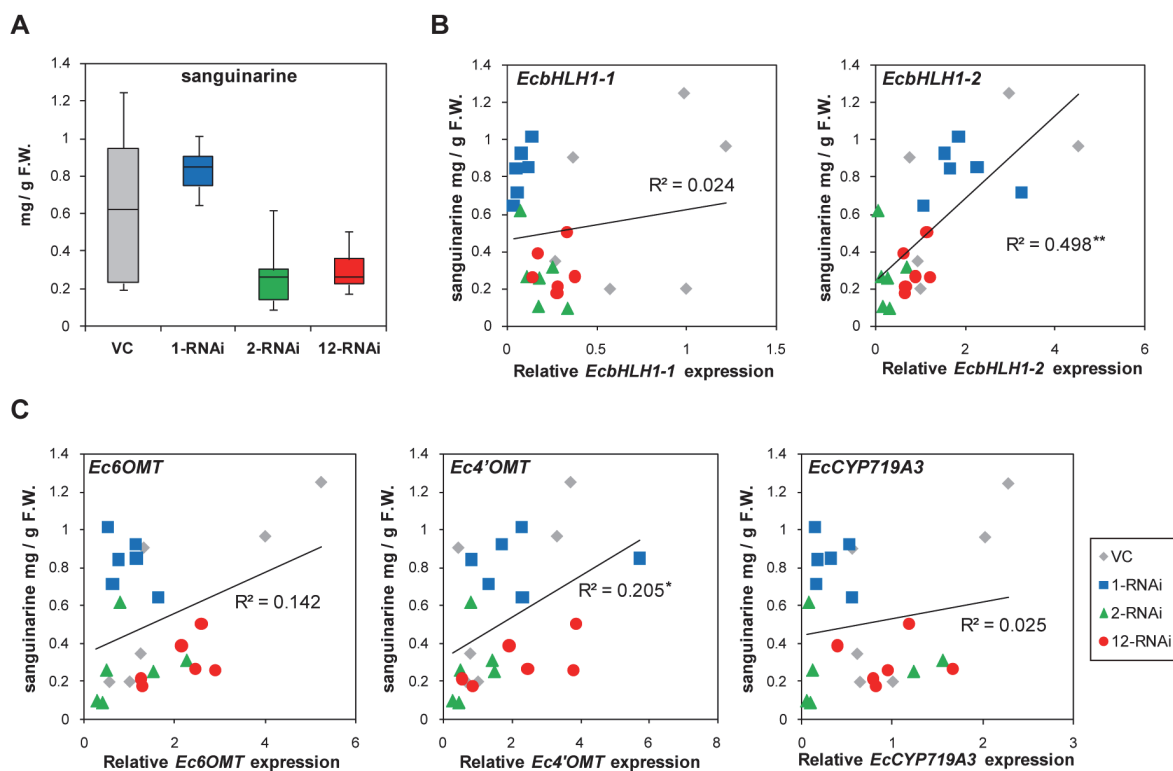 A
sanguinarine
mg/ g F.W.
1.4
1.2
1
0.8
0.6
0.4
0.2
0
VC
1-RNAi
2-RNAi
12-RNAi
B
EcbHLH1-1
sanguinarine mg / g F.W.
1.4
1.2
1
0.8
0.6
0.4
0.2
0
R² = 0.024
0
0.5
1
1.5
Relative EcbHLH1-1 expression
EcbHLH1-2
sanguinarine mg / g F.W.
1.4
1.2
1
0.8
0.6
0.4
0.2
0
R² = 0.498**
0
2
4
6
Relative EcbHLH1-2 expression
C
Ec6OMT
sanguinarine mg / g F.W.
1.4
1.2
1
0.8
0.6
0.4
0.2
0
R² = 0.142
0
2
4
6
Relative Ec6OMT expression
Ec4'OMT
sanguinarine mg / g F.W.
1.4
1.2
1
0.8
0.6
0.4
0.2
0
R² = 0.205*
0
2
4
6
8
Relative Ec4'OMT expression
EcCYP719A3
sanguinarine mg / g F.W.
1.4
1.2
1
0.8
0.6
0.4
0.2
0
R² = 0.025
0
1
2
3
Relative EcCYP719A3 expression
VC
1-RNAi
2-RNAi
12-RNAi